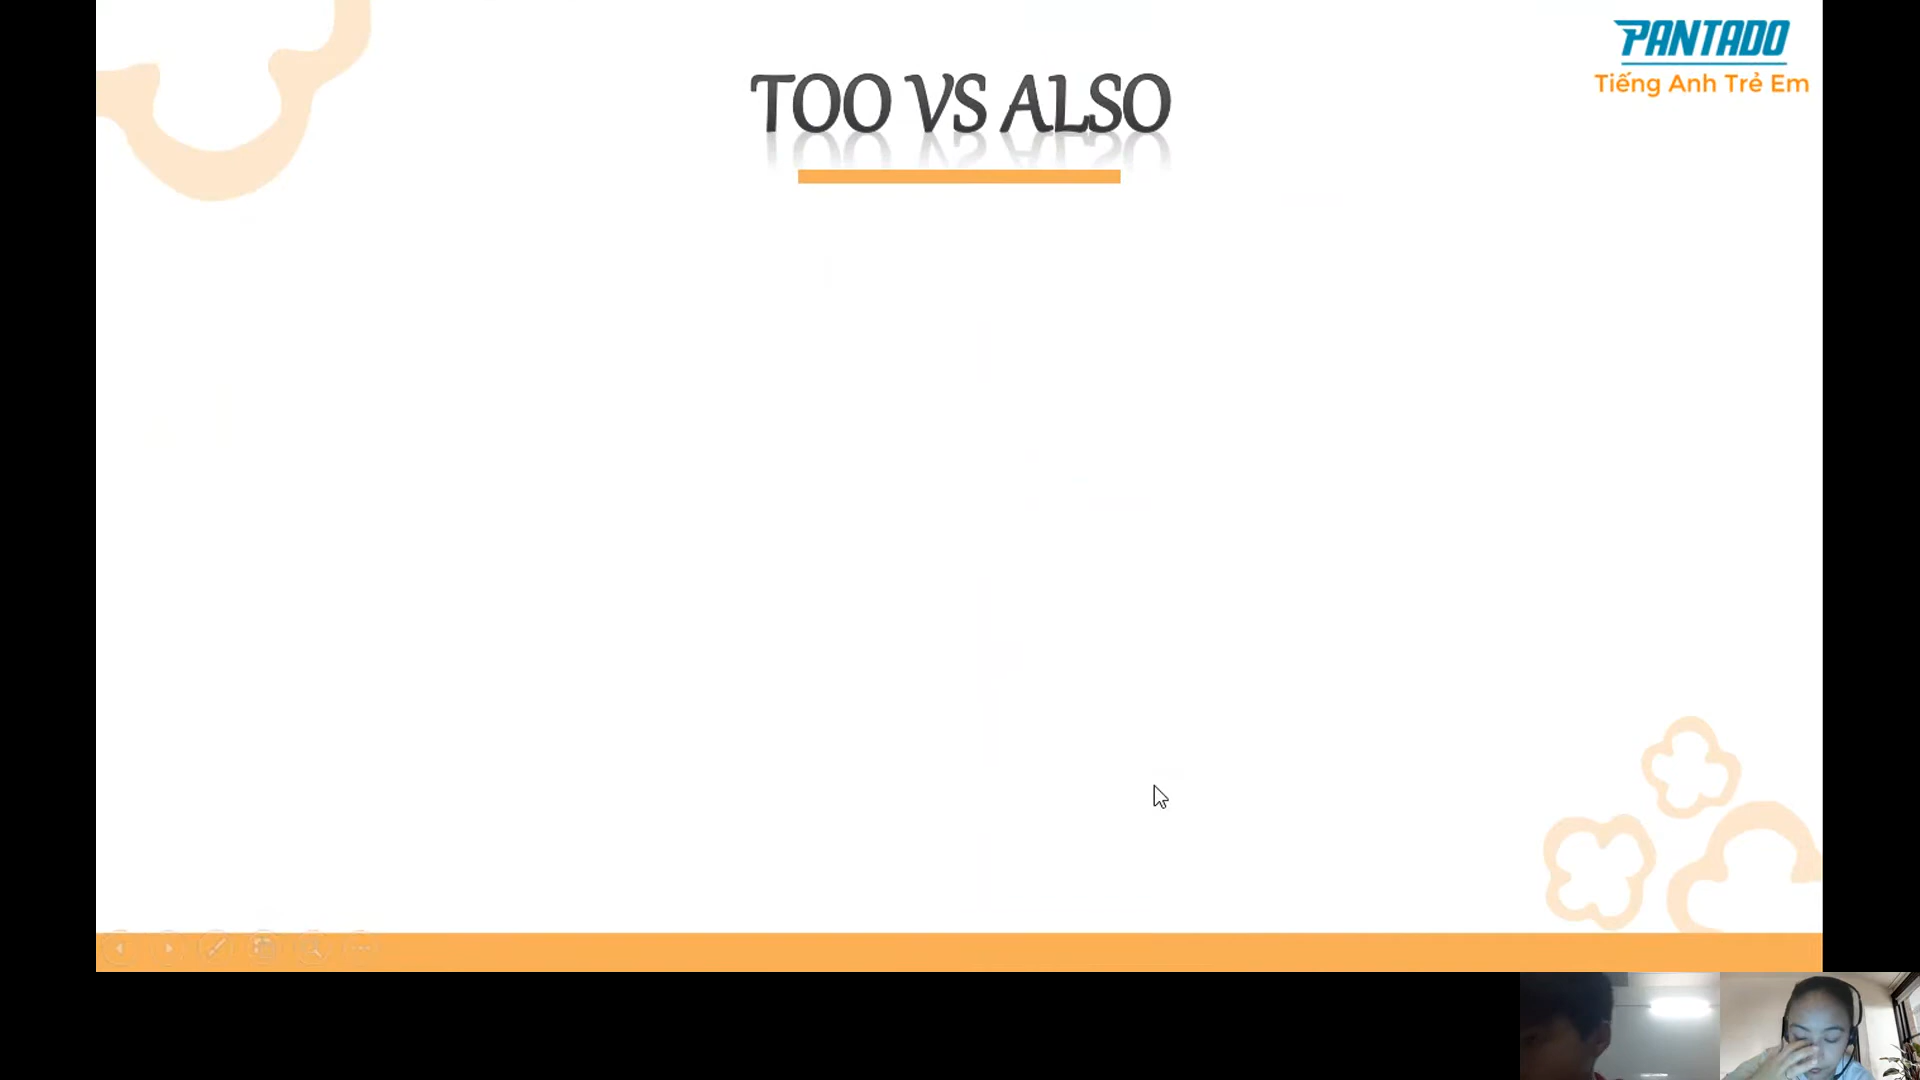 PANTADO
Tiếng Anh Trẻ Em
TOO VS ALSO